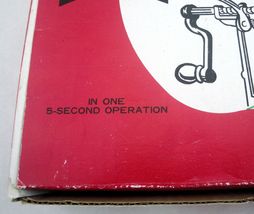 IN ONE
5-SECOND OPERATION